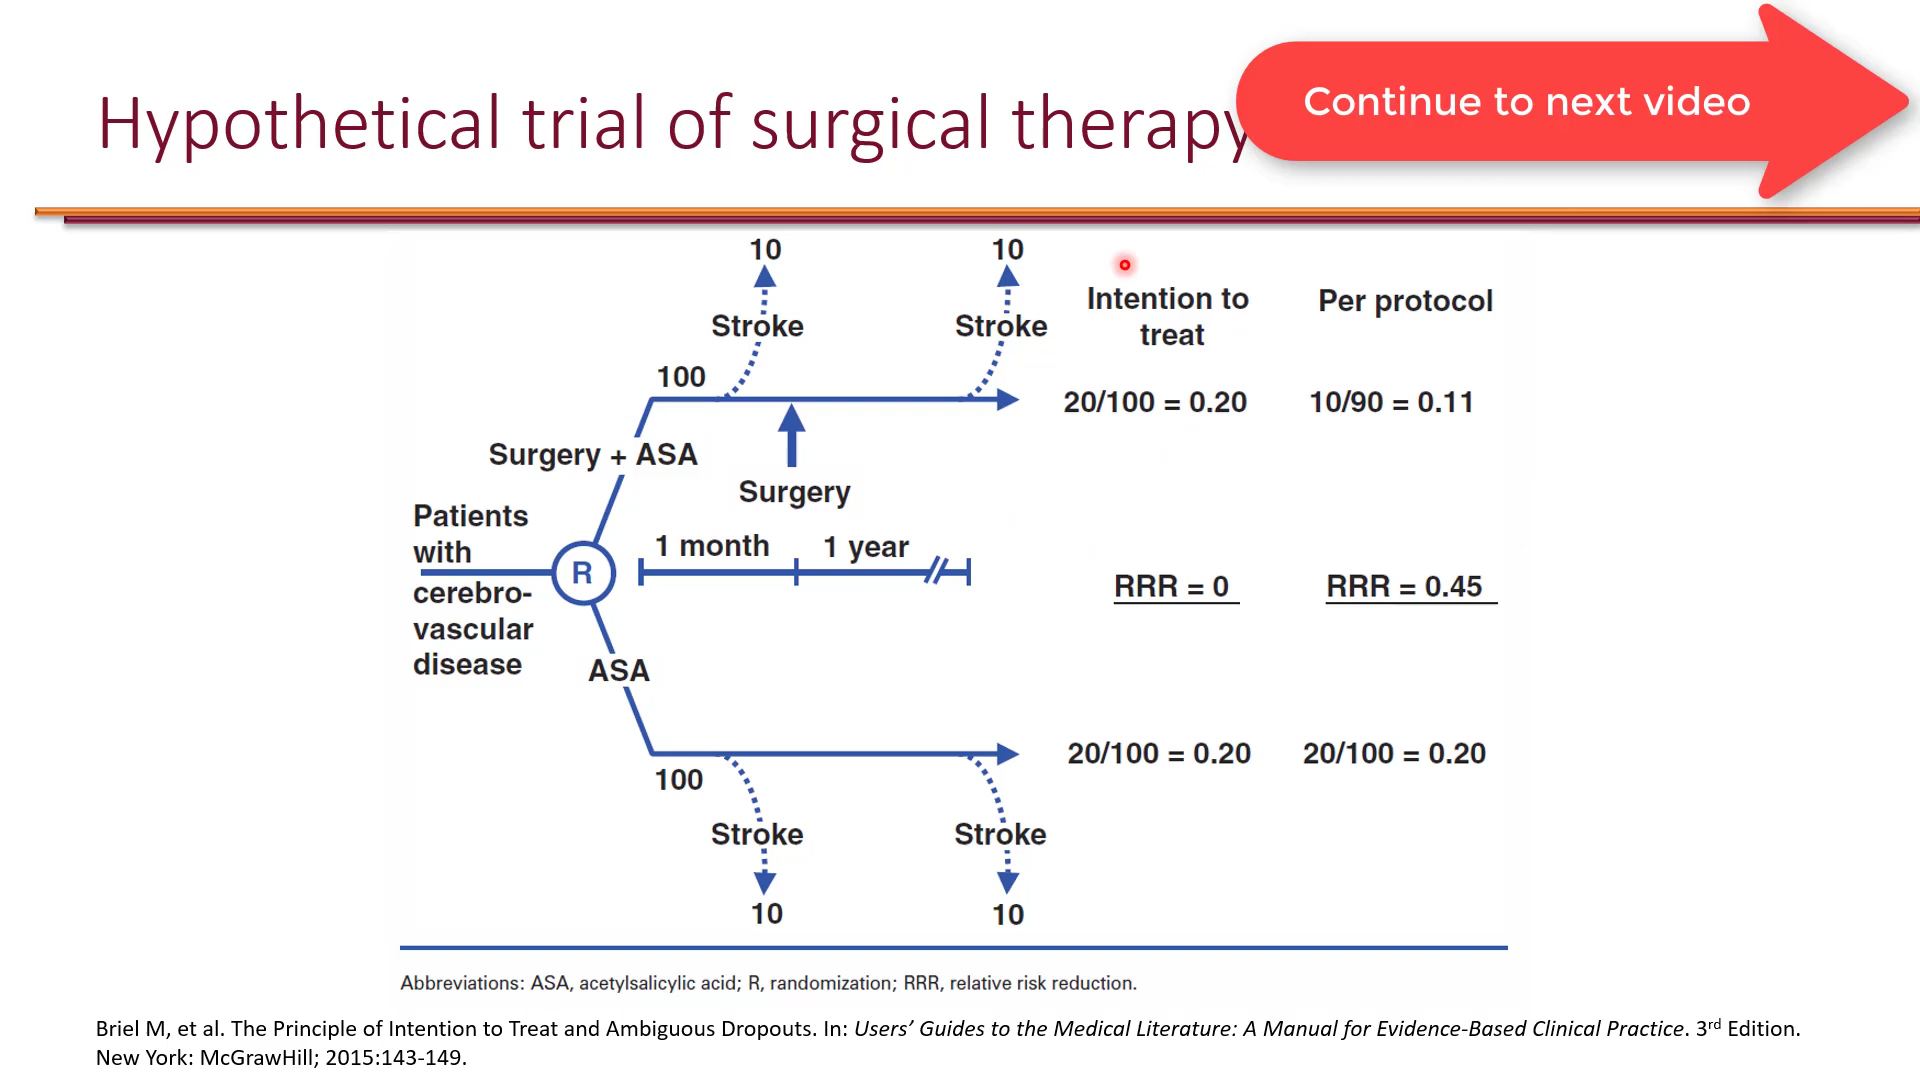 Hypothetical trial of surgical therapy
Continue to next video
10
10
Stroke
Stroke
Intention to
treat
Per protocol
100
20/100 = 0.20
10/90 = 0.11
Surgery + ASA
Surgery
Patients
with
cerebro-
vascular
disease
R
1 month
1 year
RRR = 0
RRR = 0.45
ASA
100
20/100 = 0.20
20/100 = 0.20
Stroke
Stroke
10
10
Abbreviations: ASA, acetylsalicylic acid; R, randomization; RRR, relative risk reduction.
Briel M, et al. The Principle of Intention to Treat and Ambiguous Dropouts. In: Users’ Guides to the Medical Literature: A Manual for Evidence-Based Clinical Practice. 3rd Edition.
New York: McGrawHill; 2015:143-149.